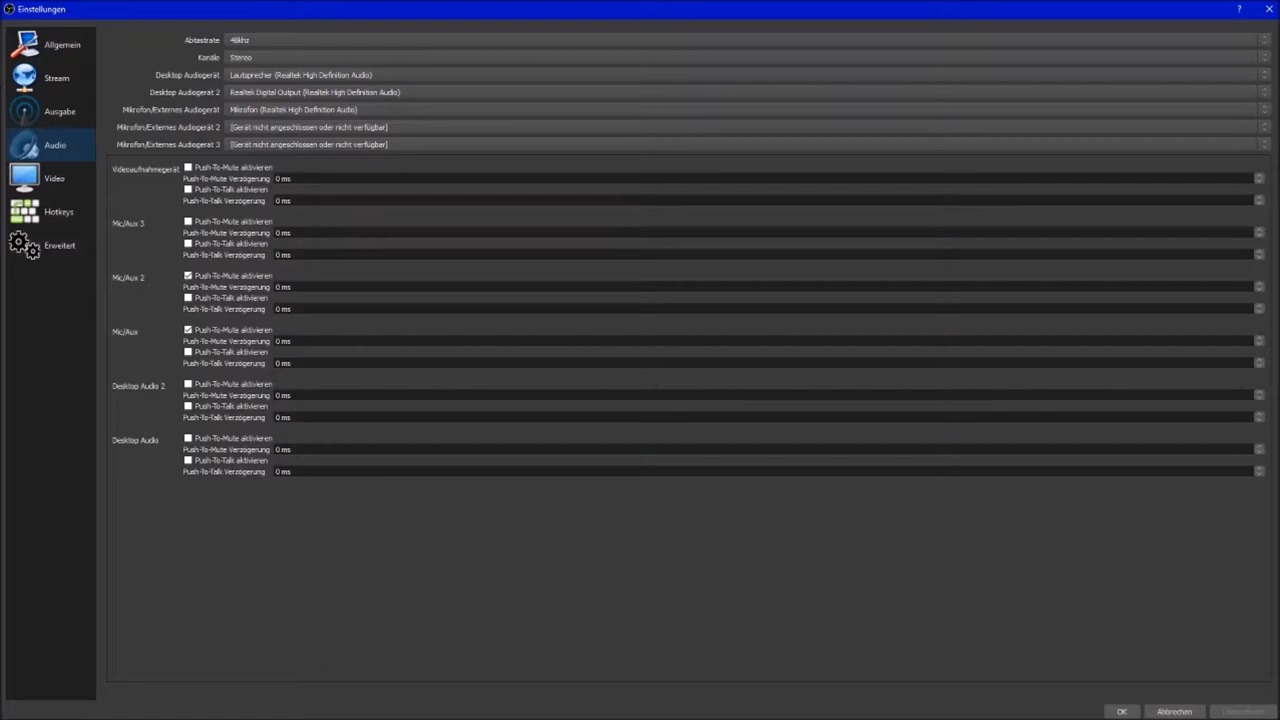 Einstellungen
?
Allgemein
Stream
Ausgabe
Audio
Video
Hotkeys
Erweitert
Abtastrate 48khz
Kanäle Stereo
Desktop Audiogerät Lautsprecher (Realtek High Definition Audio)
Desktop Audiogerät 2 Realtek Digital Output (Realtek High Definition Audio)
Mikrofon/Externes Audiogerät Mikrofon (Realtek High Definition Audio)
Mikrofon/Externes Audiogerät 2 [Gerät nicht angeschlossen oder nicht verfügbar]
Mikrofon/Externes Audiogerät 3 [Gerät nicht angeschlossen oder nicht verfügbar]
Videoaufnahmegerät Push-To-Mute aktivieren
Push-To-Mute Verzögerung 0 ms
Push-To-Talk aktivieren
Push-To-Talk Verzögerung 0 ms
Mic/Aux 3 Push-To-Mute aktivieren
Push-To-Mute Verzögerung 0 ms
Push-To-Talk aktivieren
Push-To-Talk Verzögerung 0 ms
Mic/Aux 2 Push-To-Mute aktivieren
Push-To-Mute Verzögerung 0 ms
Push-To-Talk aktivieren
Push-To-Talk Verzögerung 0 ms
Mic/Aux Push-To-Mute aktivieren
Push-To-Mute Verzögerung 0 ms
Push-To-Talk aktivieren
Push-To-Talk Verzögerung 0 ms
Desktop Audio 2 Push-To-Mute aktivieren
Push-To-Mute Verzögerung 0 ms
Push-To-Talk aktivieren
Push-To-Talk Verzögerung 0 ms
Desktop Audio Push-To-Mute aktivieren
Push-To-Mute Verzögerung 0 ms
Push-To-Talk aktivieren
Push-To-Talk Verzögerung 0 ms
OK Abbrechen